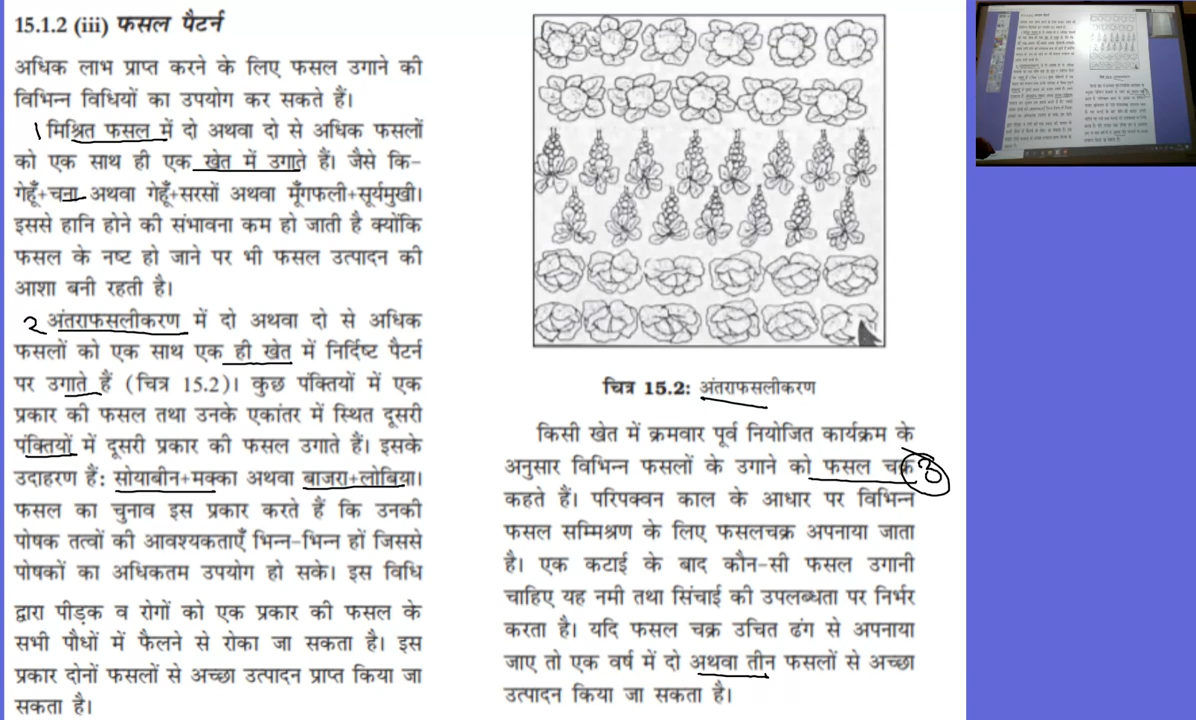 15.1.2 (iii) फसल पैटर्न
अधिक लाभ प्राप्त करने के लिए फसल उगाने की
विभिन्न विधियों का उपयोग कर सकते हैं।
1 मिश्रित फसल में दो अथवा दो से अधिक फसलों
को एक साथ ही एक खेत में उगाते हैं। जैसे कि-
गेहूँ+चना अथवा गेहूँ+सरसों अथवा मूँगफली+सूर्यमुखी।
इससे हानि होने की संभावना कम हो जाती है क्योंकि
फसल के नष्ट हो जाने पर भी फसल उत्पादन की
आशा बनी रहती है।
2 अंतराफसलीकरण में दो अथवा दो से अधिक
फसलों को एक साथ एक ही खेत में निर्दिष्ट पैटर्न
पर उगाते हैं (चित्र 15.2)। कुछ पंक्तियों में एक
प्रकार की फसल तथा उनके एकांतर में स्थित दूसरी
पंक्तियों में दूसरी प्रकार की फसल उगाते हैं। इसके
उदाहरण हैं: सोयाबीन+मक्का अथवा बाजरा+लोबिया।
फसल का चुनाव इस प्रकार करते हैं कि उनकी
पोषक तत्वों की आवश्यकताएँ भिन्न-भिन्न हों जिससे
पोषकों का अधिकतम उपयोग हो सके। इस विधि
द्वारा पीड़क व रोगों को एक प्रकार की फसल के
सभी पौधों में फैलने से रोका जा सकता है। इस
प्रकार दोनों फसलों से अच्छा उत्पादन प्राप्त किया जा
सकता है।
चित्र 15.2: अंतराफसलीकरण
किसी खेत में क्रमवार पूर्व नियोजित कार्यक्रम के
अनुसार विभिन्न फसलों के उगाने को फसल चक्र 3
कहते हैं। परिपक्वन काल के आधार पर विभिन्न
फसल सम्मिश्रण के लिए फसलचक्र अपनाया जाता
है। एक कटाई के बाद कौन-सी फसल उगानी
चाहिए यह नमी तथा सिंचाई की उपलब्धता पर निर्भर
करता है। यदि फसल चक्र उचित ढंग से अपनाया
जाए तो एक वर्ष में दो अथवा तीन फसलों से अच्छा
उत्पादन किया जा सकता है।